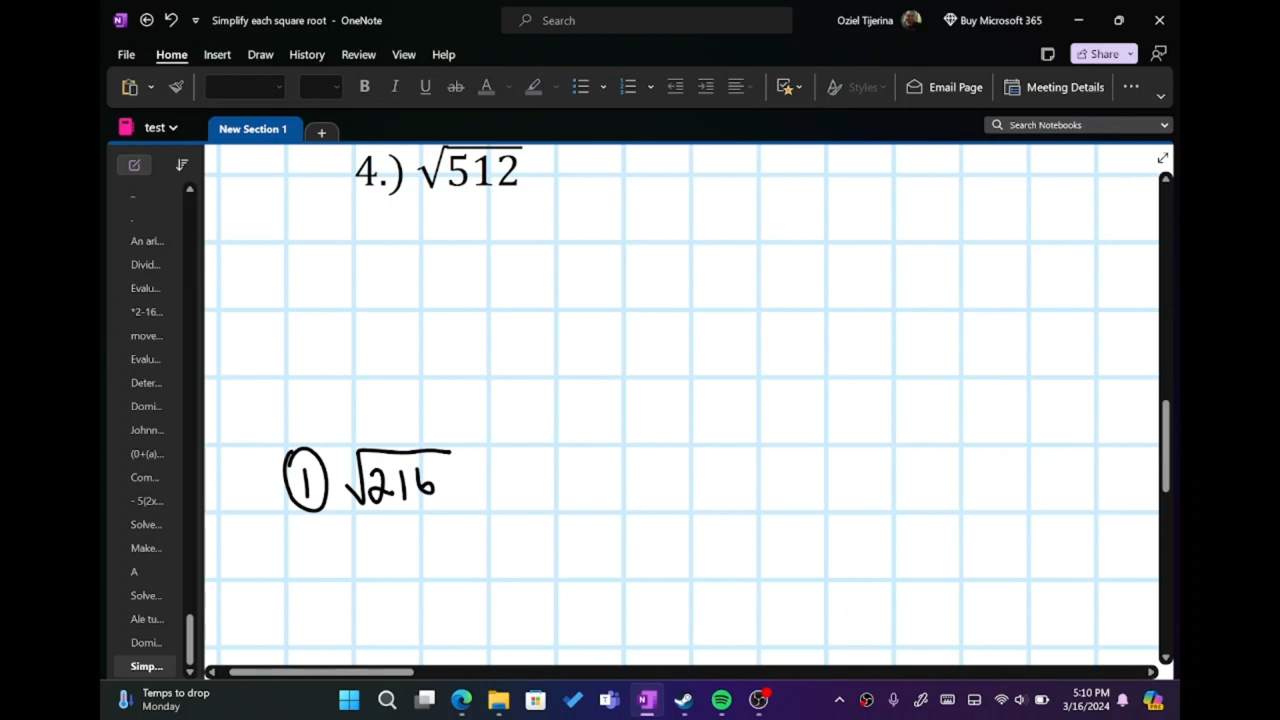 Simplify each square root - OneNote
Search
Oziel Tijerina
Buy Microsoft 365
File Home Insert Draw History Review View Help
Share
B I U ab A Styles Email Page Meeting Details
test
New Section 1
+
Search Notebooks
An ari...
Divid...
Evalu...
*2-16...
move...
Evalu...
Deter...
Domi...
Johnn...
(0+(a)...
Com...
- 5(2x...
Solve...
Make...
A
Solve...
Ale tu...
Domi...
Simp...
4.) √512
① √216
Temps to drop
Monday
5:10 PM
3/16/2024